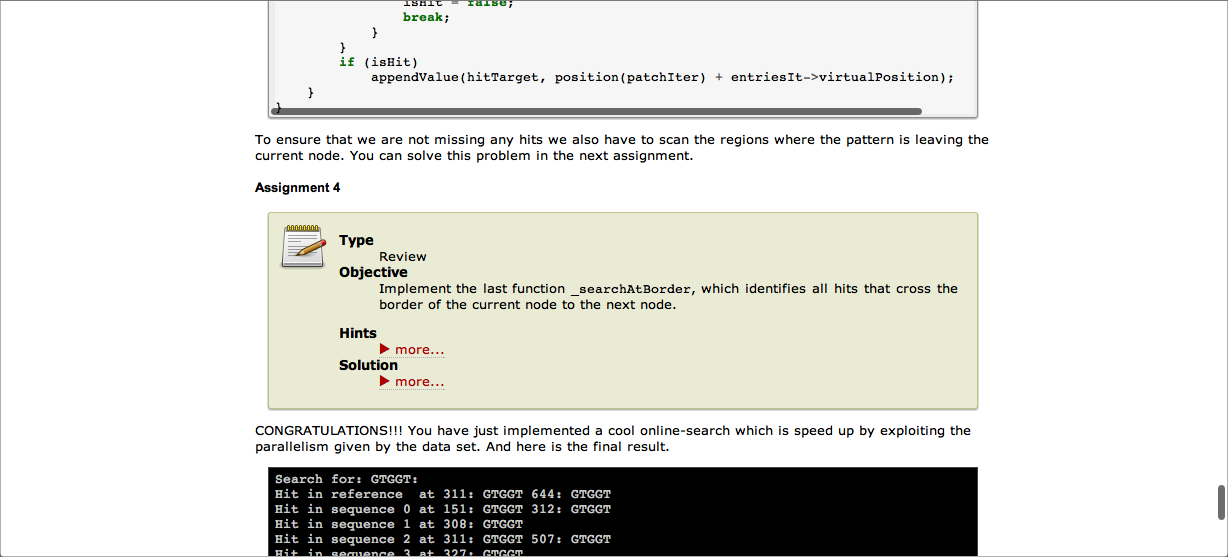 isHit = false;
break;
}
}
if (isHit)
appendValue(hitTarget, position(patchIter) + entriesIt->virtualPosition);
}
}
To ensure that we are not missing any hits we also have to scan the regions where the pattern is leaving the
current node. You can solve this problem in the next assignment.
Assignment 4
Type
Review
Objective
Implement the last function _searchAtBorder, which identifies all hits that cross the
border of the current node to the next node.
Hints
more...
Solution
more...
CONGRATULATIONS!!! You have just implemented a cool online-search which is speed up by exploiting the
parallelism given by the data set. And here is the final result.
Search for: GTGGT:
Hit in reference  at 311: GTGGT 644: GTGGT
Hit in sequence 0 at 151: GTGGT 312: GTGGT
Hit in sequence 1 at 308: GTGGT
Hit in sequence 2 at 311: GTGGT 507: GTGGT
Hit in sequence 3 at 327: GTGGT